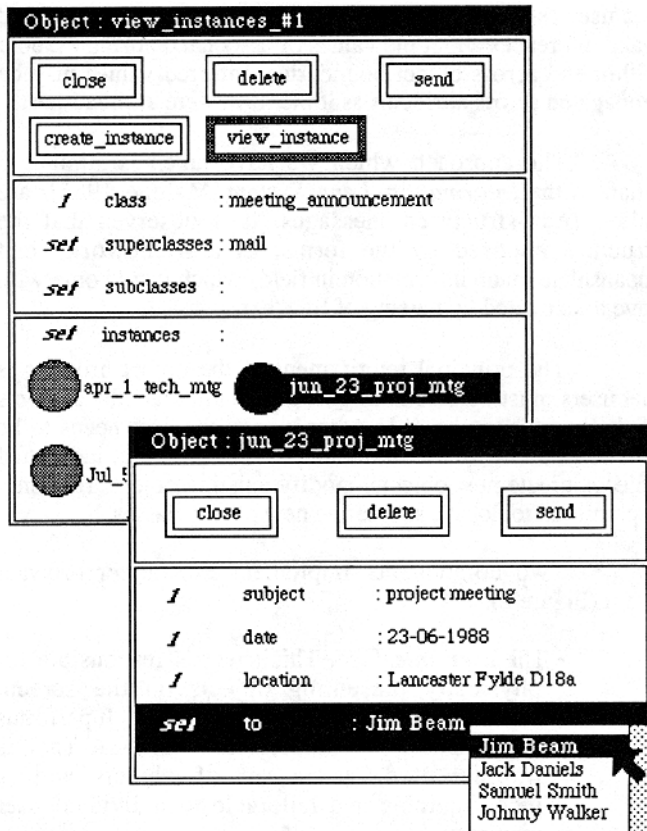 Object : view_instances_#1
close delete send
create_instance view_instance
1 class : meeting_announcement
set superclasses : mail
set subclasses :
set instances :
apr_1_tech_mtg jun_23_proj_mtg
Jul_5
Object : jun_23_proj_mtg
close delete send
1 subject : project meeting
1 date : 23-06-1988
1 location : Lancaster Fylde D18a
set to : Jim Beam
Jim Beam
Jack Daniels
Samuel Smith
Johnny Walker